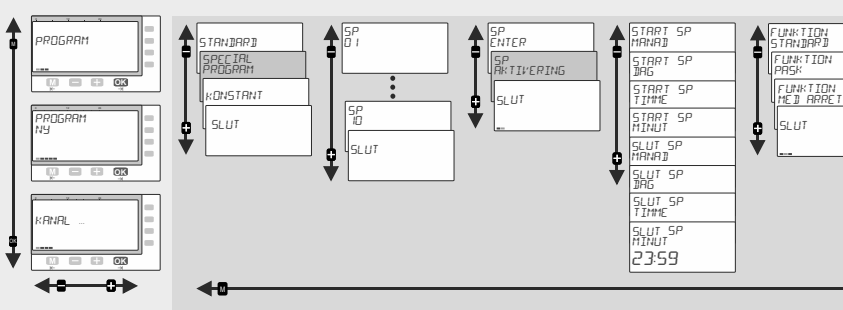 PROGRAM
M
OK
PROGRAM
NY
M
OK
KANAL ...
M
OK
M
OK
STANDARD
SPECIAL
PROGRAM
KONSTANT
SLUT
SP
01
SP
10
SLUT
SP
ENTER
SP
AKTIVERING
SLUT
START SP
MANAD
START SP
DAG
START SP
TIMME
START SP
MINUT
SLUT SP
MANAD
SLUT SP
DAG
SLUT SP
TIMME
SLUT SP
MINUT
23:59
FUNKTION
STANDARD
FUNKTION
PASK
FUNKTION
MED ARRET
SLUT
M